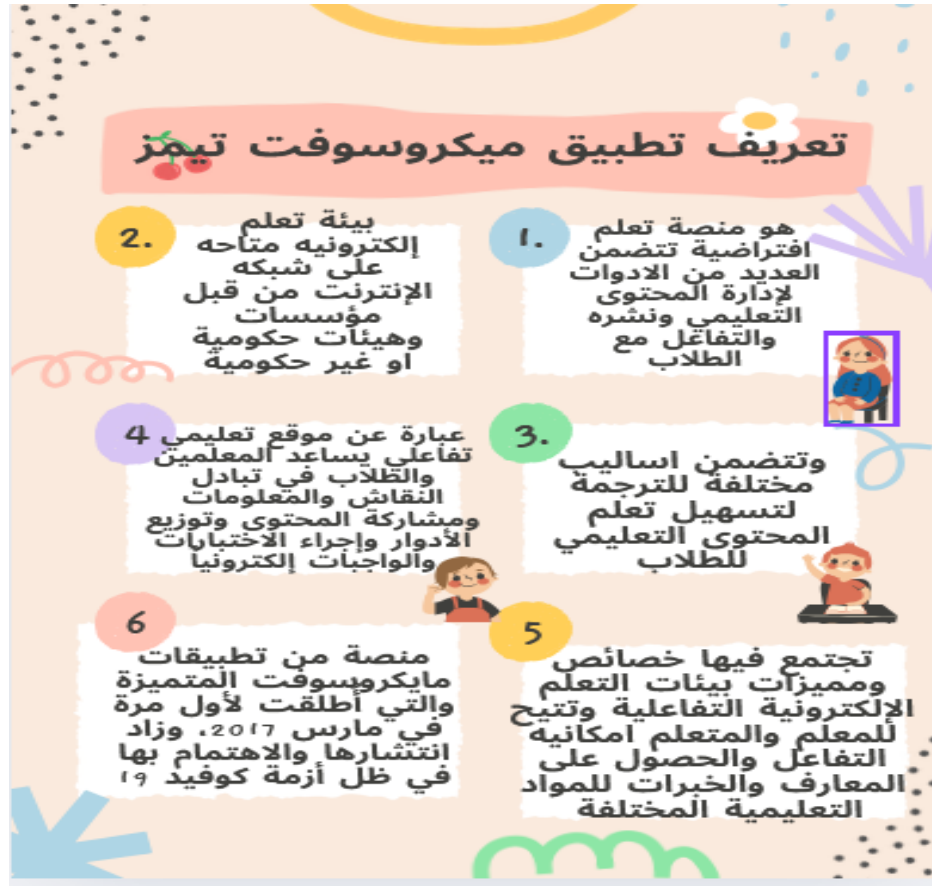 تعريف تطبيق ميكروسوفت تيمز
1.
هو منصة تعلم
افتراضية تتضمن
العديد من الادوات
لإدارة المحتوى
التعليمي ونشره
والتفاعل مع
الطلاب
2.
بيئة تعلم
إلكترونيه متاحه
على شبكه
الإنترنت من قبل
مؤسسات
وهيئات حكومية
او غير حكومية
3.
وتتضمن اساليب
مختلفة للترجمة
لتسهيل تعلم
المحتوى التعليمي
للطلاب
4
عبارة عن موقع تعليمي
تفاعلي يساعد المعلمين
والطلاب في تبادل
النقاش والمعلومات
ومشاركة المحتوى وتوزيع
الأدوار وإجراء الاختبارات
والواجبات إلكترونياً
5
تجتمع فيها خصائص
ومميزات بيئات التعلم
الإلكترونية التفاعلية وتتيح
للمعلم والمتعلم امكانيه
التفاعل والحصول على
المعارف والخبرات للمواد
التعليمية المختلفة
6
منصة من تطبيقات
مايكروسوفت المتميزة
والتي أطلقت لأول مرة
في مارس 2017، وزاد
انتشارها والاهتمام بها
في ظل أزمة كوفيد 19